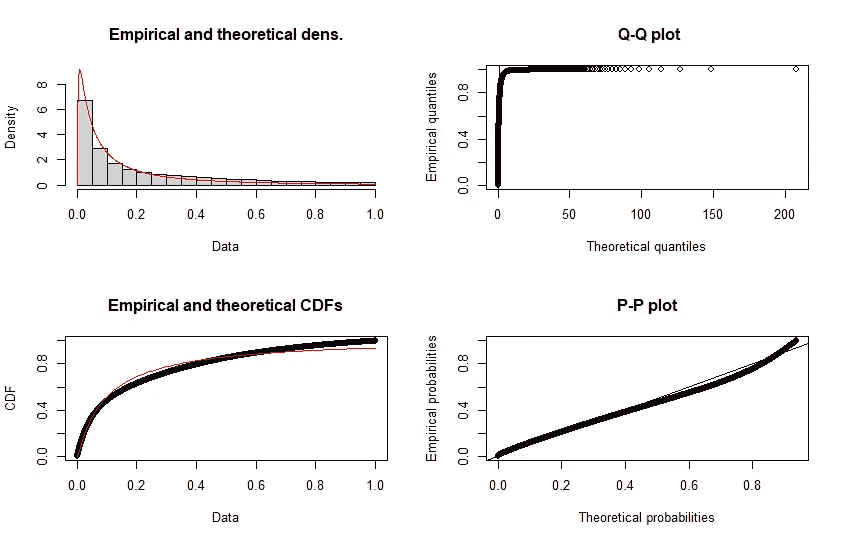 Empirical and theoretical dens.
Density
0 2 4 6 8
0.0 0.2 0.4 0.6 0.8 1.0
Data
Q-Q plot
Empirical quantiles
0.0 0.4 0.8
0 50 100 150 200
Theoretical quantiles
Empirical and theoretical CDFs
CDF
0.0 0.4 0.8
0.0 0.2 0.4 0.6 0.8 1.0
Data
P-P plot
Empirical probabilities
0.0 0.4 0.8
0.0 0.2 0.4 0.6 0.8
Theoretical probabilities